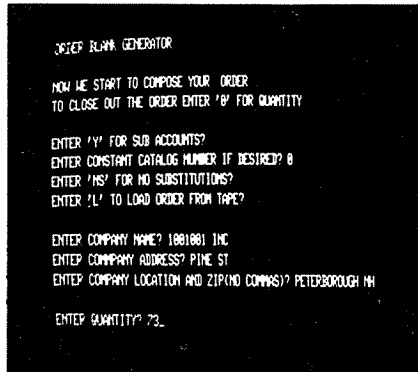 ORDER BLANK GENERATOR
NOW WE START TO COMPOSE YOUR ORDER
TO CLOSE OUT THE ORDER ENTER '0' FOR QUANTITY
ENTER 'Y' FOR SUB ACCOUNTS?
ENTER CONSTANT CATALOG NUMBER IF DESIRED? 0
ENTER 'NS' FOR NO SUBSTITUTIONS?
ENTER 'L' TO LOAD ORDER FROM TAPE?
ENTER COMPANY NAME? 1001001 INC
ENTER COMMPANY ADDRESS? PINE ST
ENTER COMPANY LOCATION AND ZIP(NO COMMAS)? PETERBOROUGH NH
ENTER QUANTITY? 73_